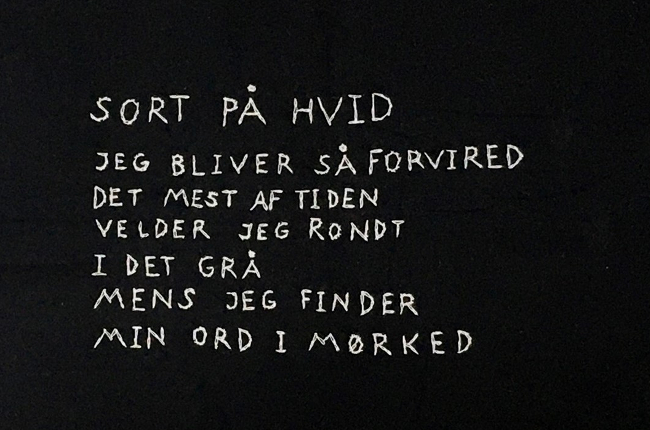 SORT PÅ HVID
JEG BLIVER SÅ FORVIRED
DET MEST AF TIDEN
VELDER JEG RONDT
I DET GRÅ
MENS JEG FINDER
MIN ORD I MØRKED